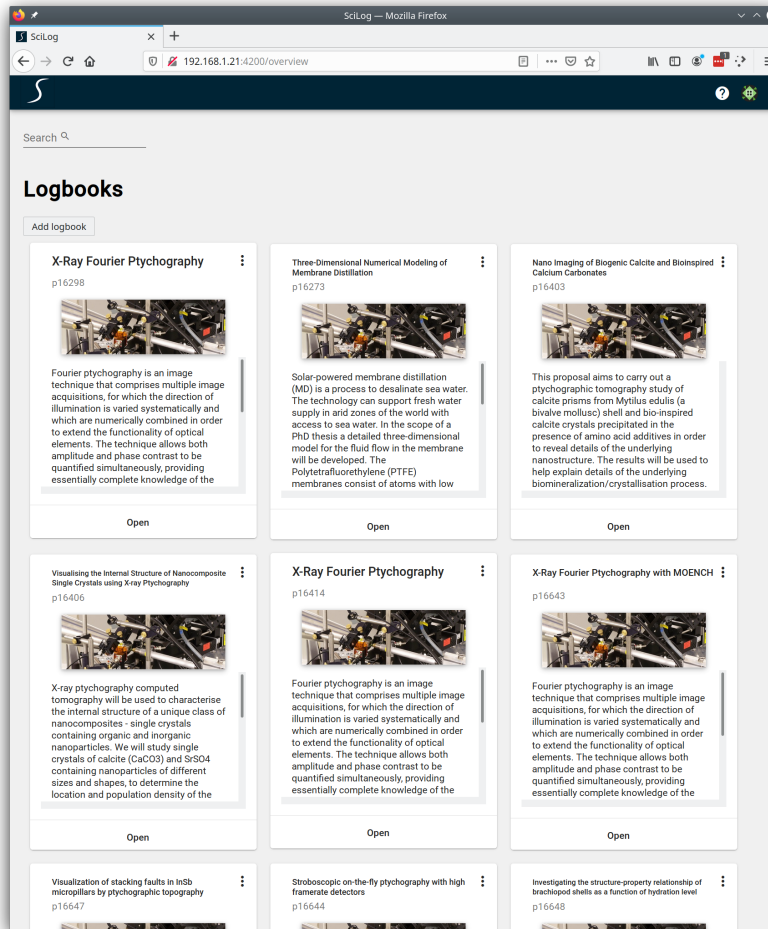 SciLog — Mozilla Firefox
SciLog
192.168.1.21:4200/overview
1
Search
Logbooks
Add logbook
X-Ray Fourier Ptychography
p16298
Fourier ptychography is an image
technique that comprises multiple image
acquisitions, for which the direction of
illumination is varied systematically and
which are numerically combined in order
to extend the functionality of optical
elements. The technique allows both
amplitude and phase contrast to be
quantified simultaneously, providing
essentially complete knowledge of the
Open
Three-Dimensional Numerical Modeling of
Membrane Distillation
p16273
Solar-powered membrane distillation
(MD) is a process to desalinate sea water.
The technology can support fresh water
supply in arid zones of the world with
access to sea water. In the scope of a
PhD thesis a detailed three-dimensional
model for the fluid flow in the membrane
will be developed. The
Polytetrafluorethylene (PTFE)
membranes consist of atoms with low
Open
Nano Imaging of Biogenic Calcite and Bioinspired
Calcium Carbonates
p16403
This proposal aims to carry out a
ptychographic tomography study of
calcite prisms from Mytilus edulis (a
bivalve mollusc) shell and bio-inspired
calcite crystals precipitated in the
presence of amino acid additives in order
to reveal details of the underlying
nanostructure. The results will be used to
help explain details of the underlying
biomineralization/crystallisation process.
Open
Visualising the Internal Structure of Nanocomposite
Single Crystals using X-ray Ptychography
p16406
X-ray ptychography computed
tomography will be used to characterise
the internal structure of a unique class of
nanocomposites - single crystals
containing organic and inorganic
nanoparticles. We will study single
crystals of calcite (CaCO3) and SrSO4
containing nanoparticles of different
sizes and shapes, to determine the
location and population density of the
Open
X-Ray Fourier Ptychography
p16414
Fourier ptychography is an image
technique that comprises multiple image
acquisitions, for which the direction of
illumination is varied systematically and
which are numerically combined in order
to extend the functionality of optical
elements. The technique allows both
amplitude and phase contrast to be
quantified simultaneously, providing
essentially complete knowledge of the
Open
X-Ray Fourier Ptychography with MOENCH
p16643
Fourier ptychography is an image
technique that comprises multiple image
acquisitions, for which the direction of
illumination is varied systematically and
which are numerically combined in order
to extend the functionality of optical
elements. The technique allows both
amplitude and phase contrast to be
quantified simultaneously, providing
essentially complete knowledge of the
Open
Visualization of stacking faults in InSb
micropillars by ptychographic topography
p16647
Stroboscopic on-the-fly ptychography with high
framerate detectors
p16644
Investigating the structure-property relationship of
brachiopod shells as a function of hydration level
p16648